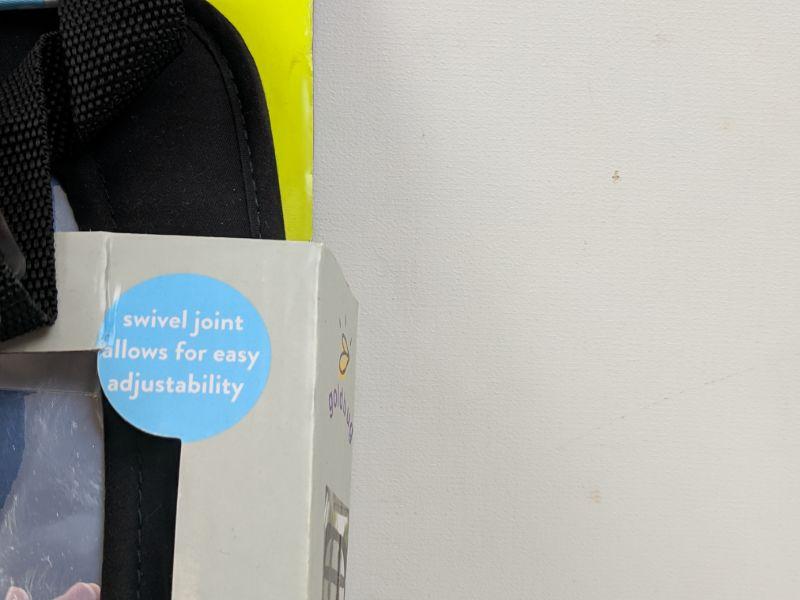 swivel joint
allows for easy
adjustability
goldbug